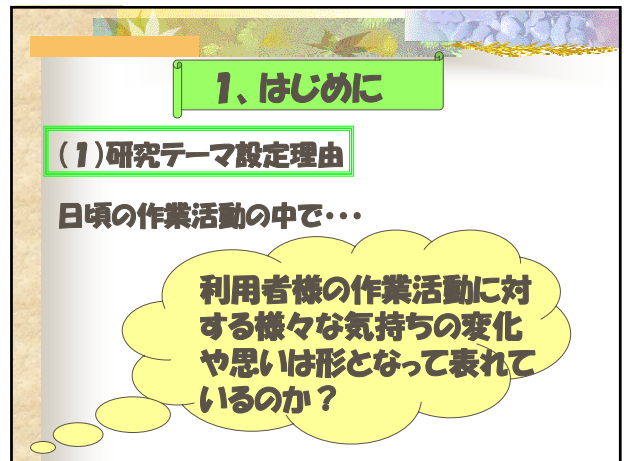 1、はじめに
(1)研究テーマ設定理由
日頃の作業活動の中で・・・
利用者様の作業活動に対
する様々な気持ちの変化
や思いは形となって表れて
いるのか？